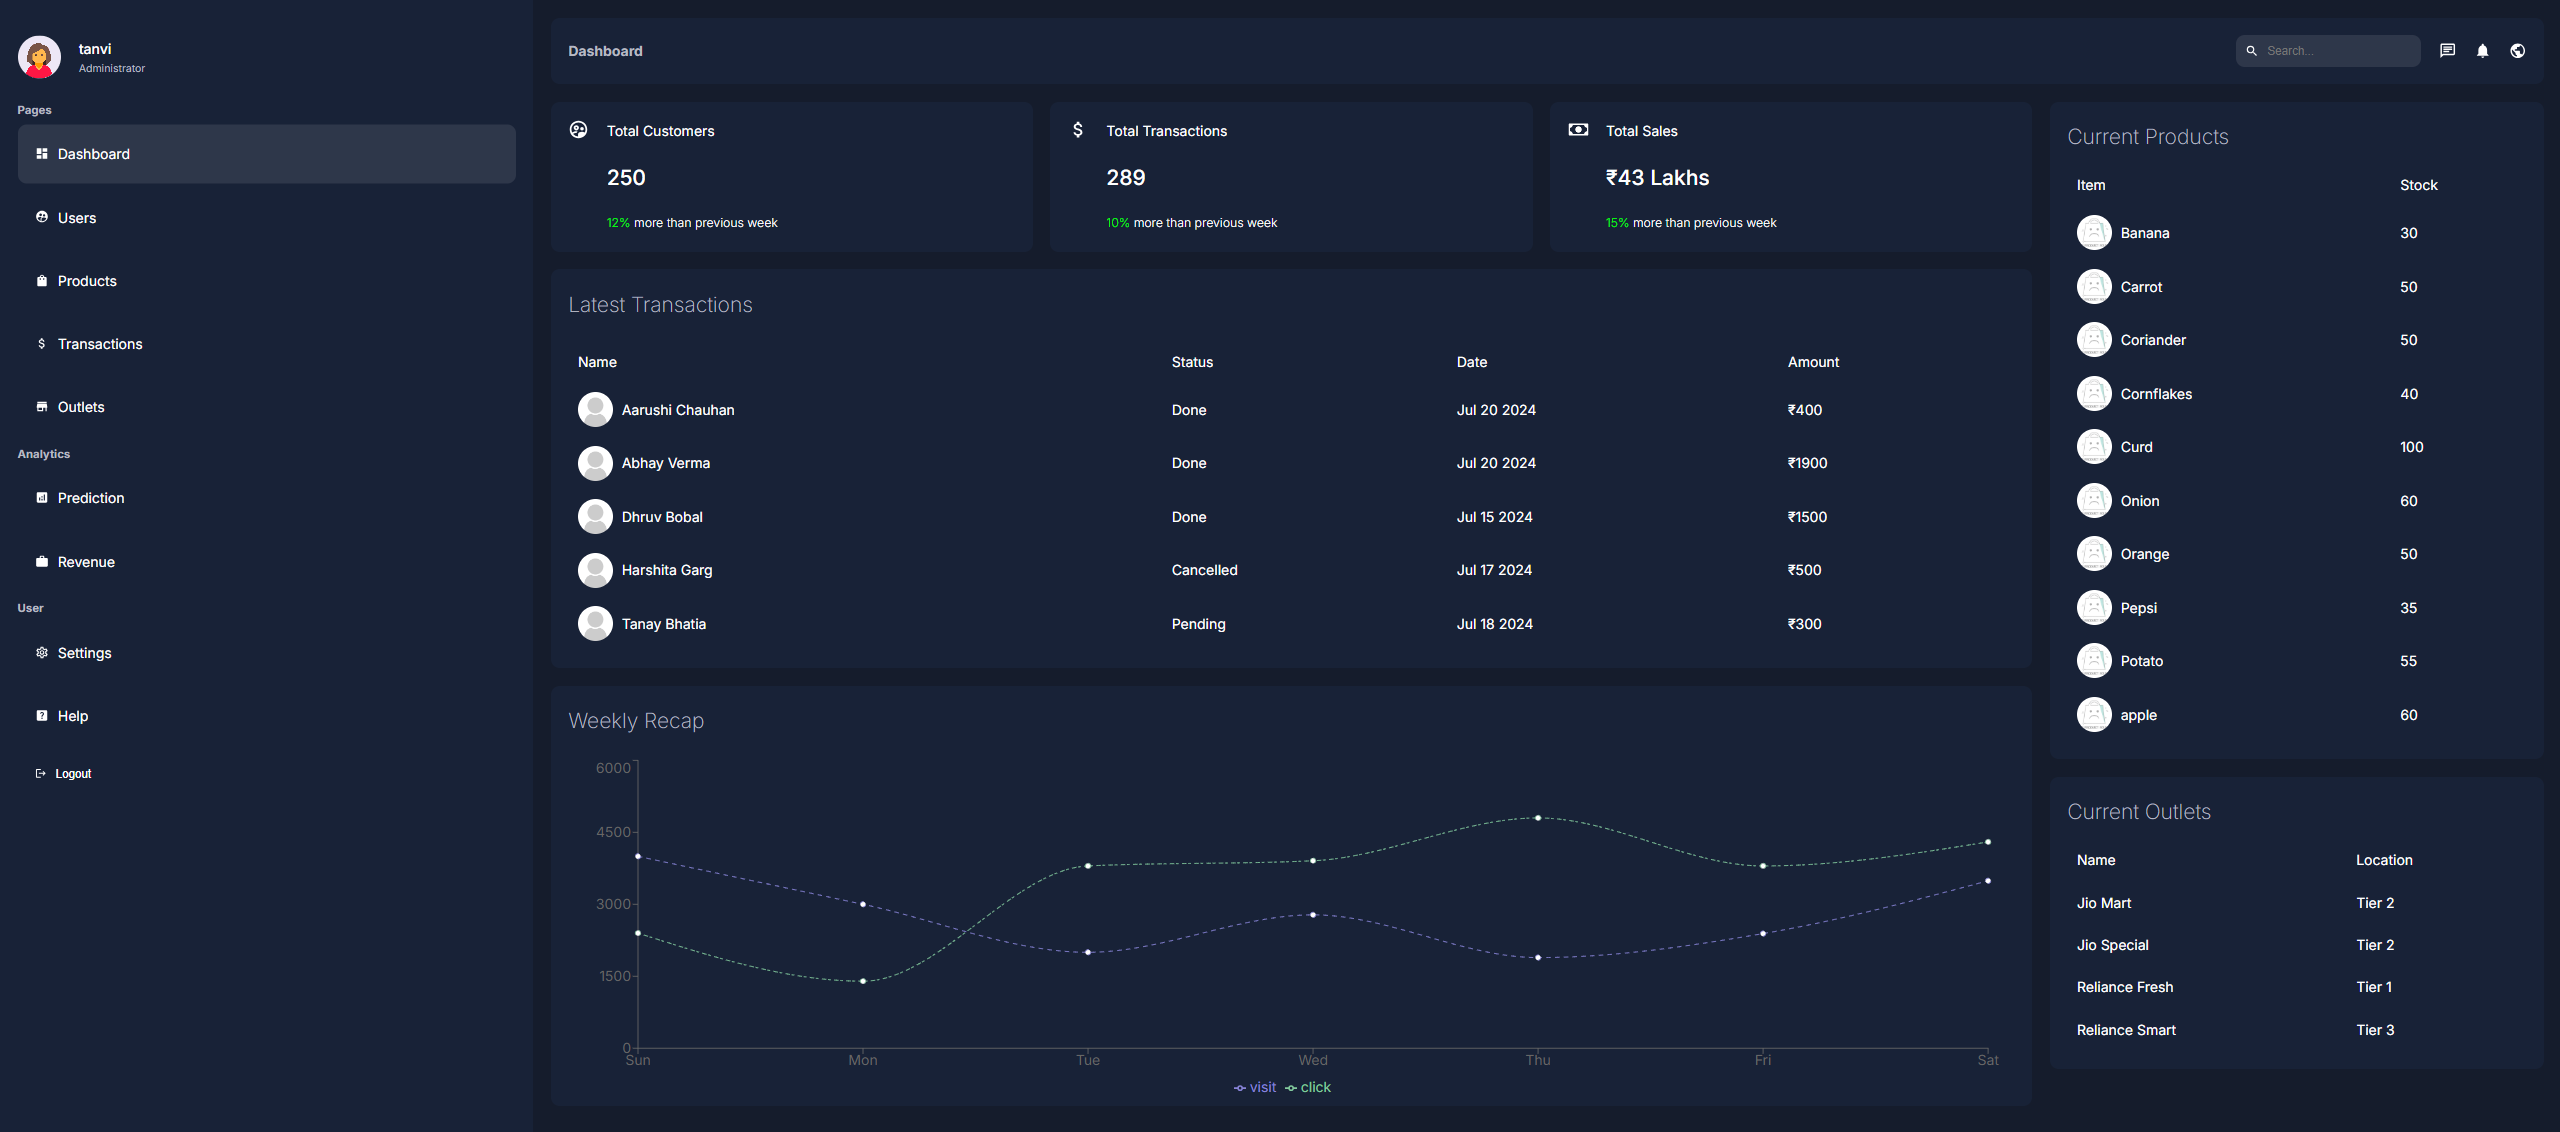 tanvi
Administrator
Pages
Dashboard
Users
Products
Transactions
Outlets
Analytics
Prediction
Revenue
User
Settings
Help
Logout
Dashboard
Search...
Total Customers
250
12% more than previous week
Total Transactions
289
10% more than previous week
Total Sales
₹43 Lakhs
15% more than previous week
Latest Transactions
Name Status Date Amount
Aarushi Chauhan Done Jul 20 2024 ₹400
Abhay Verma Done Jul 20 2024 ₹1900
Dhruv Bobal Done Jul 15 2024 ₹1500
Harshita Garg Cancelled Jul 17 2024 ₹500
Tanay Bhatia Pending Jul 18 2024 ₹300
Weekly Recap
6000
4500
3000
1500
0
Sun Mon Tue Wed Thu Fri Sat
visit click
Current Products
Item Stock
Banana 30
Carrot 50
Coriander 50
Cornflakes 40
Curd 100
Onion 60
Orange 50
Pepsi 35
Potato 55
apple 60
Current Outlets
Name Location
Jio Mart Tier 2
Jio Special Tier 2
Reliance Fresh Tier 1
Reliance Smart Tier 3